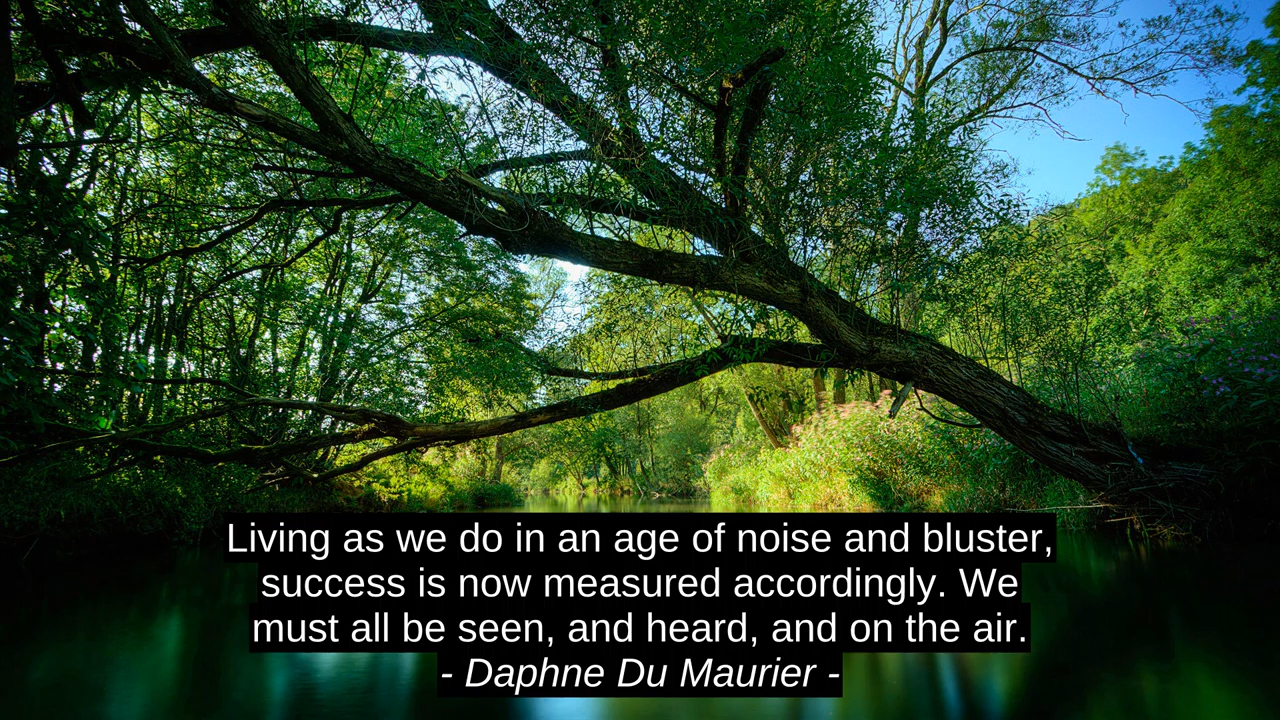 Living as we do in an age of noise and bluster,
success is now measured accordingly. We
must all be seen, and heard, and on the air.
- Daphne Du Maurier -